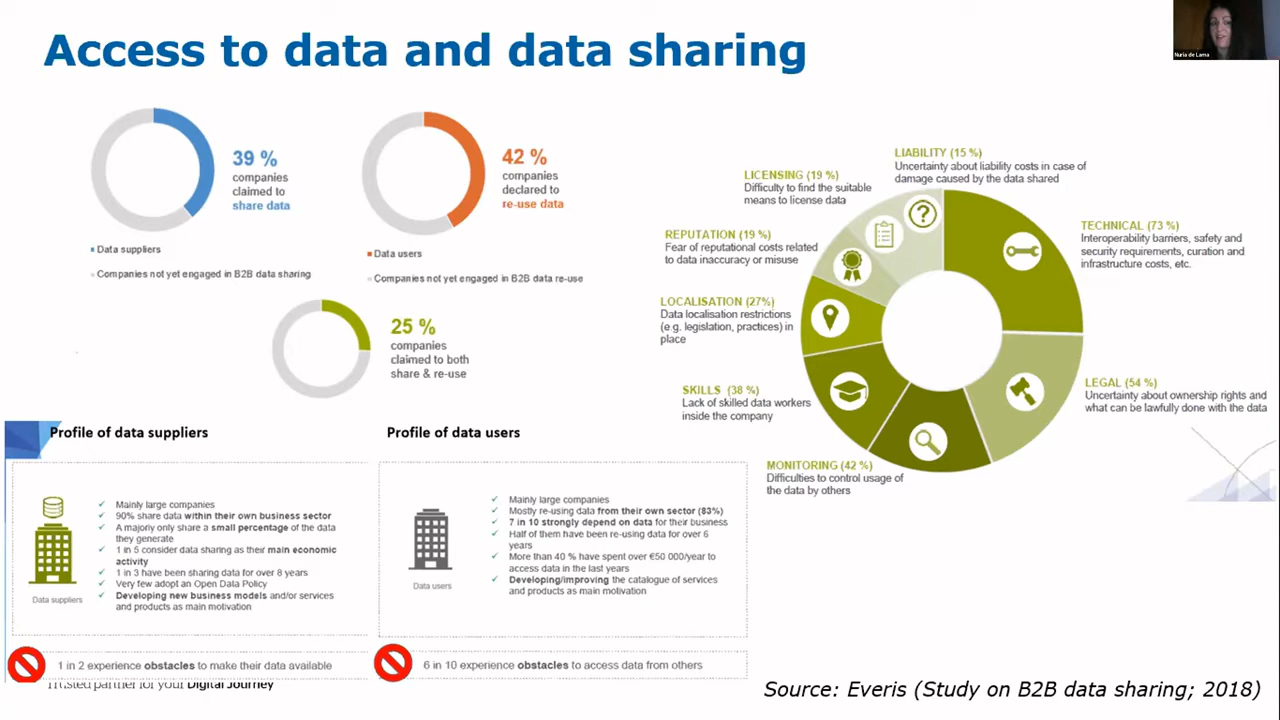 Access to data and data sharing
Nuria de Lama
39 %
companies
claimed to
share data
Data suppliers
Companies not yet engaged in B2B data sharing
42 %
companies
declared to
re-use data
Data users
Companies not yet engaged in B2B data re-use
25 %
companies
claimed to both
share & re-use
LIABILITY (15 %)
Uncertainty about liability costs in case of
damage caused by the data shared
LICENSING (19 %)
Difficulty to find the suitable
means to license data
REPUTATION (19 %)
Fear of reputational costs related
to data inaccuracy or misuse
LOCALISATION (27%)
Data localisation restrictions
(e.g. legislation, practices) in
place
SKILLS (38 %)
Lack of skilled data workers
inside the company
MONITORING (42 %)
Difficulties to control usage of
the data by others
TECHNICAL (73 %)
Interoperability barriers, safety and
security requirements, curation and
infrastructure costs, etc.
LEGAL (54 %)
Uncertainty about ownership rights and
what can be lawfully done with the data
Profile of data suppliers
Data suppliers
✓ Mainly large companies
✓ 90% share data within their own business sector
✓ A majority only share a small percentage of the data
they generate
✓ 1 in 5 consider data sharing as their main economic
activity
✓ 1 in 3 have been sharing data for over 8 years
✓ Very few adopt an Open Data Policy
✓ Developing new business models and/or services
and products as main motivation
1 in 2 experience obstacles to make their data available
Profile of data users
Data users
✓ Mainly large companies
✓ Mostly re-using data from their own sector (83%)
✓ 7 in 10 strongly depend on data for their business
✓ Half of them have been re-using data for over 6
years
✓ More than 40 % have spent over €50 000/year to
access data in the last years
✓ Developing/improving the catalogue of services
and products as main motivation
6 in 10 experience obstacles to access data from others
Trusted partner for your Digital Journey
Source: Everis (Study on B2B data sharing; 2018)